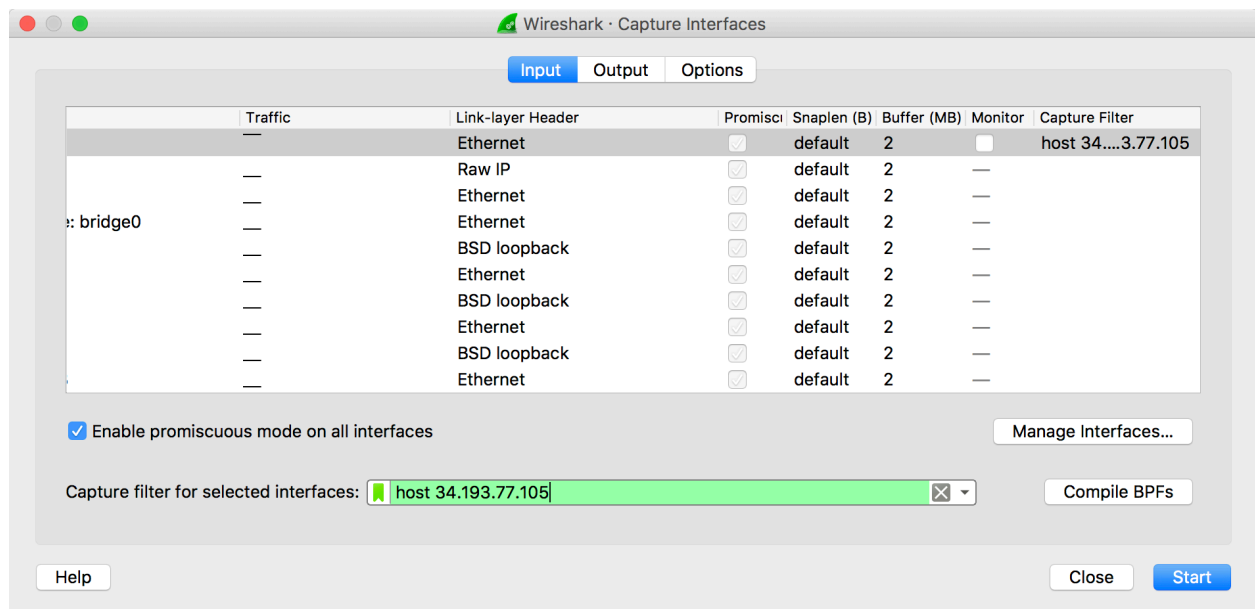 Wireshark · Capture Interfaces
Input Output Options
Traffic Link-layer Header Promisci Snaplen (B) Buffer (MB) Monitor Capture Filter
— Ethernet default 2 host 34....3.77.105
— Raw IP default 2 —
— Ethernet default 2 —
: bridge0 — Ethernet default 2 —
— BSD loopback default 2 —
— Ethernet default 2 —
— BSD loopback default 2 —
— Ethernet default 2 —
— BSD loopback default 2 —
— Ethernet default 2 —
Enable promiscuous mode on all interfaces Manage Interfaces...
Capture filter for selected interfaces: host 34.193.77.105 Compile BPFs
Help Close Start